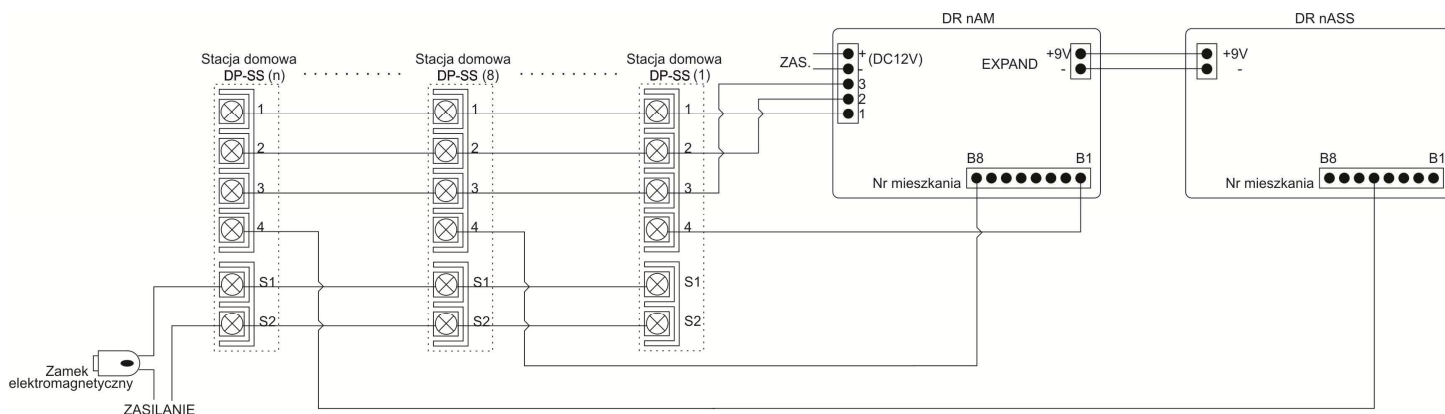 DR nAM
DR nASS
Stacja domowa
DP-SS (n)
Stacja domowa
DP-SS (8)
Stacja domowa
DP-SS (1)
ZAS.
+ (DC12V)
-
3
2
1
EXPAND
+9V
-
+9V
-
1
1
1
2
2
2
3
3
3
4
4
4
S1
S1
S1
S2
S2
S2
B8
B1
Nr mieszkania
B8
B1
Nr mieszkania
Zamek
elektromagnetyczny
ZASILANIE